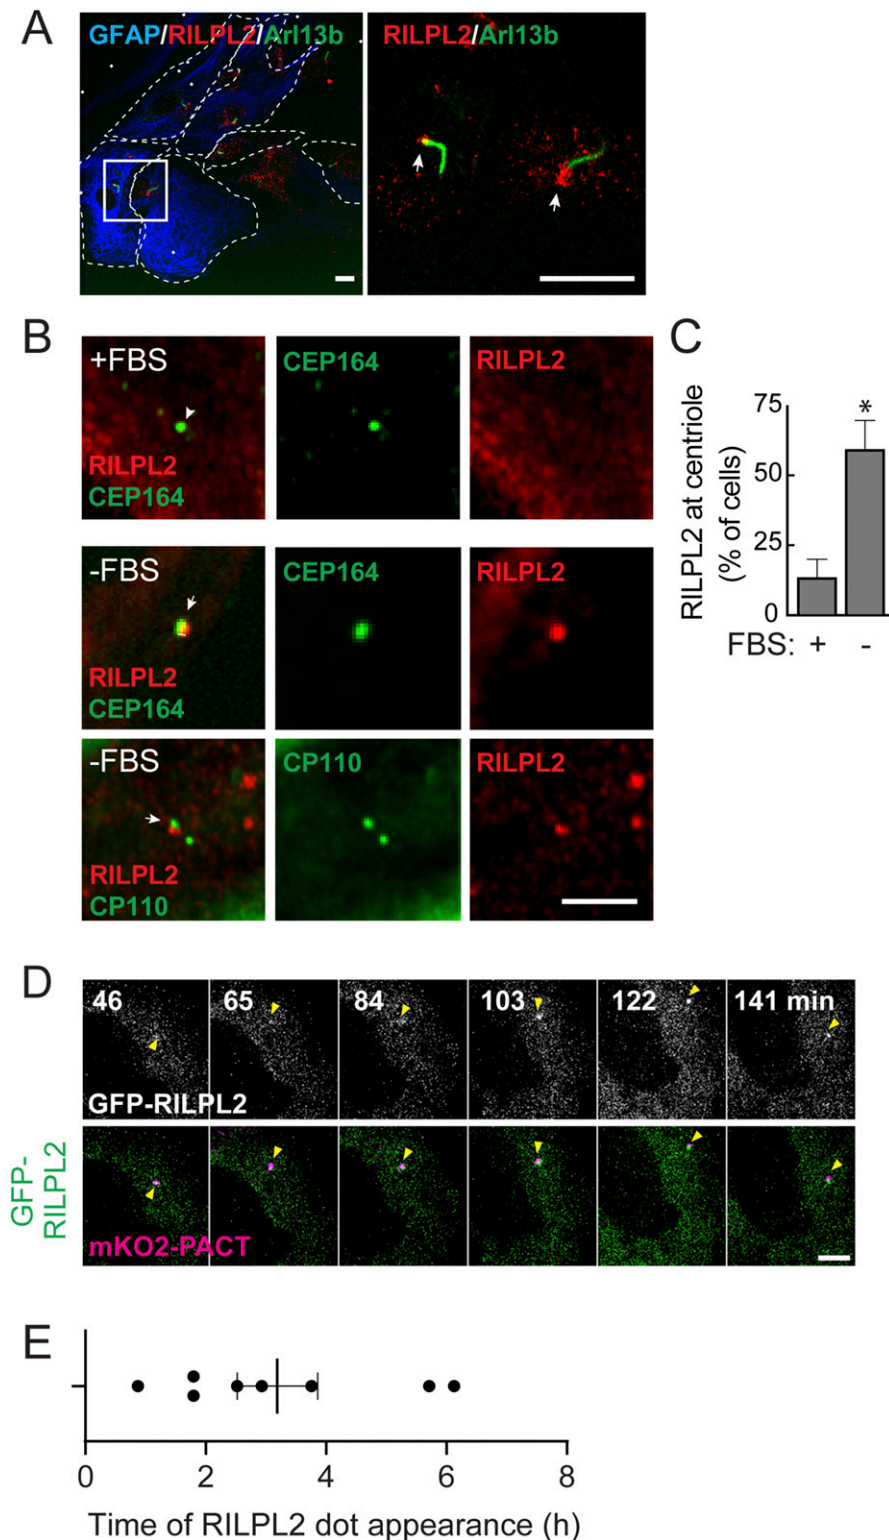 A
GFAP/RILPL2/Arl13b
RILPL2/Arl13b
B
+FBS
RILPL2
CEP164
CEP164
RILPL2
-FBS
RILPL2
CEP164
CEP164
RILPL2
-FBS
RILPL2
CP110
CP110
RILPL2
C
RILPL2 at centriole
(% of cells)
75
50
25
0
*
FBS: + -
D
46 65 84 103 122 141 min
GFP-RILPL2
GFP-
RILPL2
mKO2-PACT
E
0 2 4 6 8
Time of RILPL2 dot appearance (h)